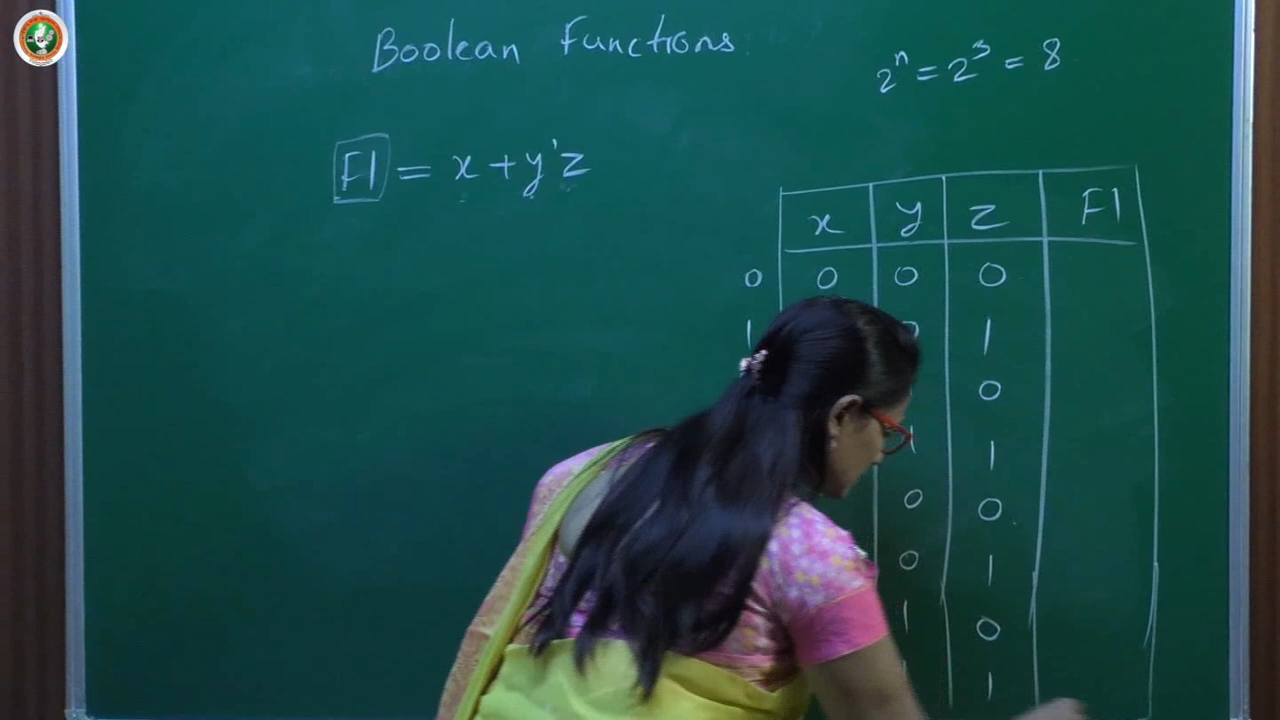 Boolean Functions
2ⁿ = 2³ = 8
F1 = x + y'z
x y z F1
0 0 0 0
1 1
0
1 1
0 0
0 1
1 0
1